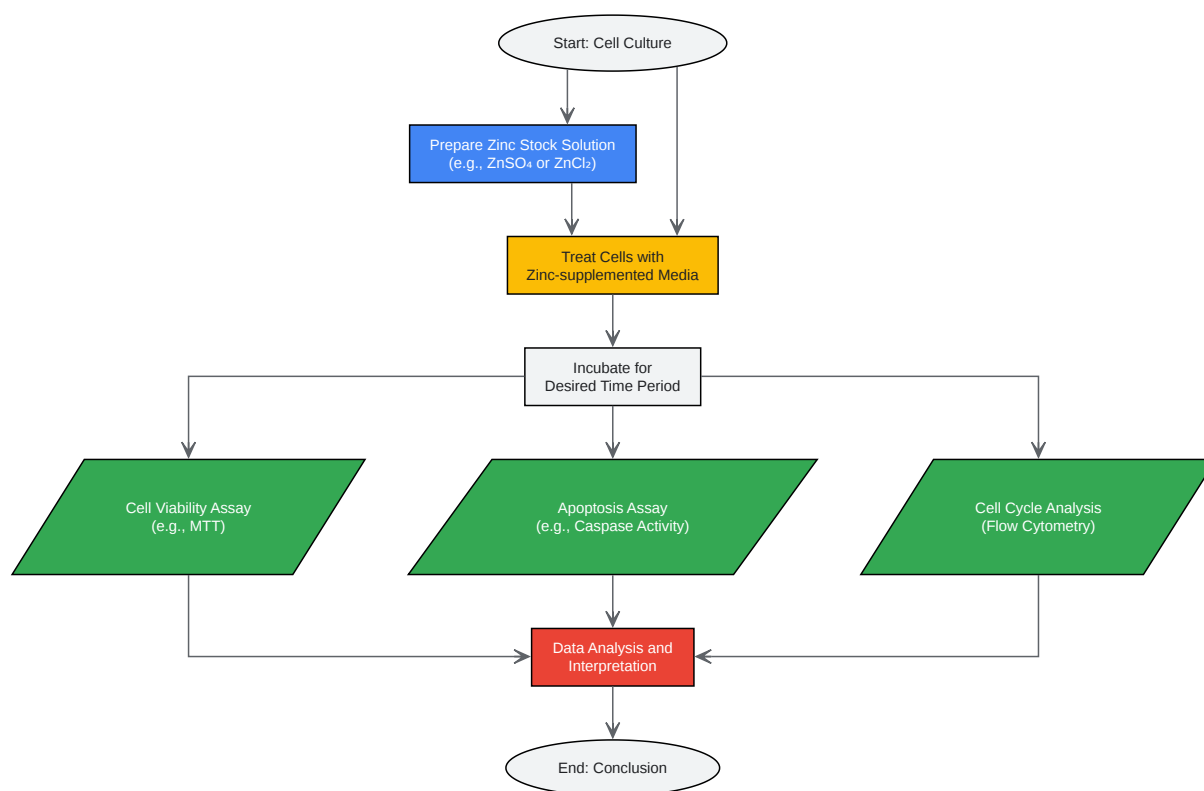 Start: Cell Culture
Prepare Zinc Stock Solution
(e.g., ZnSO₄ or ZnCl₂)
Treat Cells with
Zinc-supplemented Media
Incubate for
Desired Time Period
Cell Viability Assay
(e.g., MTT)
Apoptosis Assay
(e.g., Caspase Activity)
Cell Cycle Analysis
(Flow Cytometry)
Data Analysis and
Interpretation
End: Conclusion